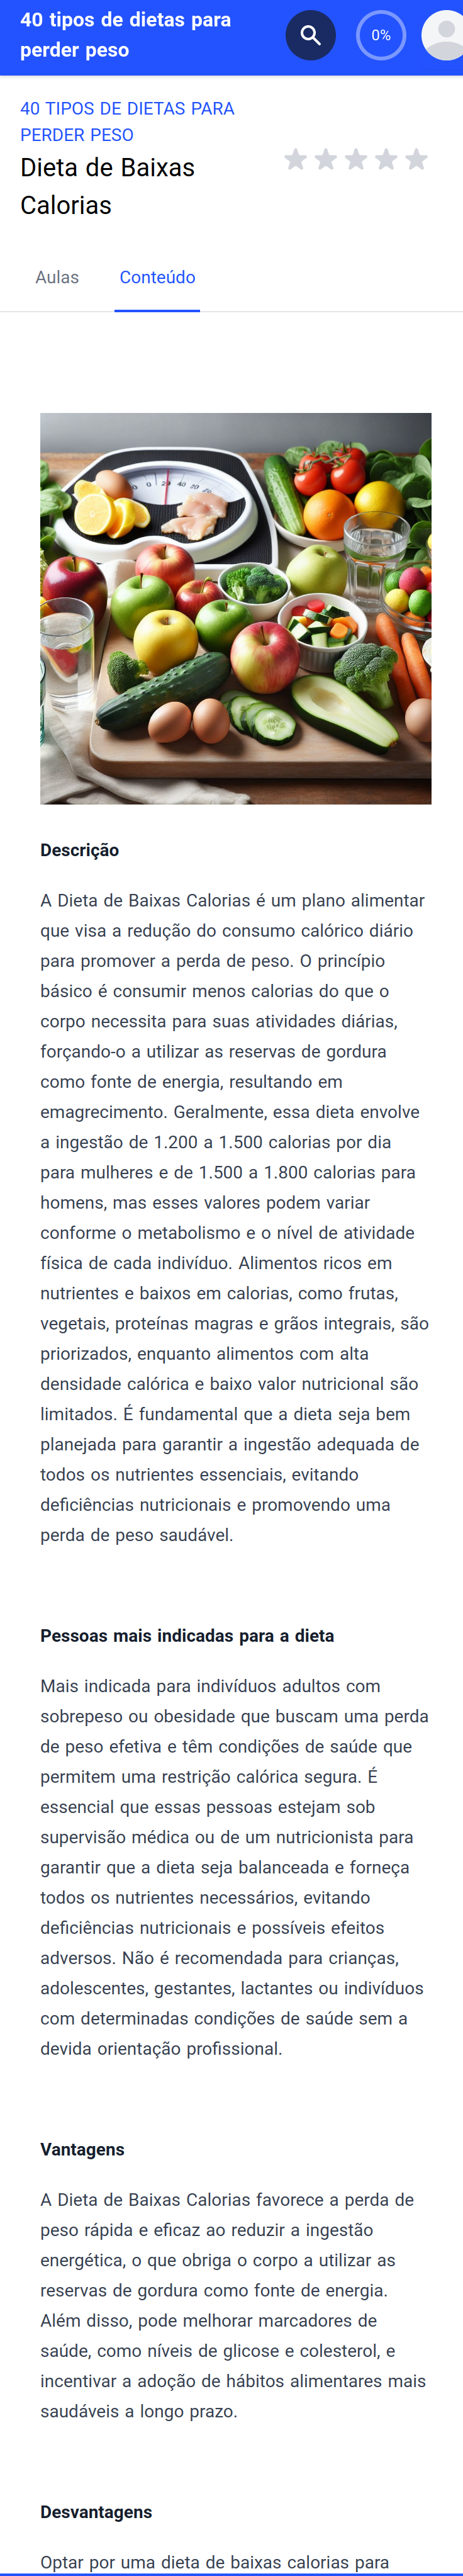 40 tipos de dietas para
perder peso
0%
40 TIPOS DE DIETAS PARA
PERDER PESO
Dieta de Baixas
Calorias
Aulas
Conteúdo
Descrição
A Dieta de Baixas Calorias é um plano alimentar
que visa a redução do consumo calórico diário
para promover a perda de peso. O princípio
básico é consumir menos calorias do que o
corpo necessita para suas atividades diárias,
forçando-o a utilizar as reservas de gordura
como fonte de energia, resultando em
emagrecimento. Geralmente, essa dieta envolve
a ingestão de 1.200 a 1.500 calorias por dia
para mulheres e de 1.500 a 1.800 calorias para
homens, mas esses valores podem variar
conforme o metabolismo e o nível de atividade
física de cada indivíduo. Alimentos ricos em
nutrientes e baixos em calorias, como frutas,
vegetais, proteínas magras e grãos integrais, são
priorizados, enquanto alimentos com alta
densidade calórica e baixo valor nutricional são
limitados. É fundamental que a dieta seja bem
planejada para garantir a ingestão adequada de
todos os nutrientes essenciais, evitando
deficiências nutricionais e promovendo uma
perda de peso saudável.
Pessoas mais indicadas para a dieta
Mais indicada para indivíduos adultos com
sobrepeso ou obesidade que buscam uma perda
de peso efetiva e têm condições de saúde que
permitem uma restrição calórica segura. É
essencial que essas pessoas estejam sob
supervisão médica ou de um nutricionista para
garantir que a dieta seja balanceada e forneça
todos os nutrientes necessários, evitando
deficiências nutricionais e possíveis efeitos
adversos. Não é recomendada para crianças,
adolescentes, gestantes, lactantes ou indivíduos
com determinadas condições de saúde sem a
devida orientação profissional.
Vantagens
A Dieta de Baixas Calorias favorece a perda de
peso rápida e eficaz ao reduzir a ingestão
energética, o que obriga o corpo a utilizar as
reservas de gordura como fonte de energia.
Além disso, pode melhorar marcadores de
saúde, como níveis de glicose e colesterol, e
incentivar a adoção de hábitos alimentares mais
saudáveis a longo prazo.
Desvantagens
Optar por uma dieta de baixas calorias para